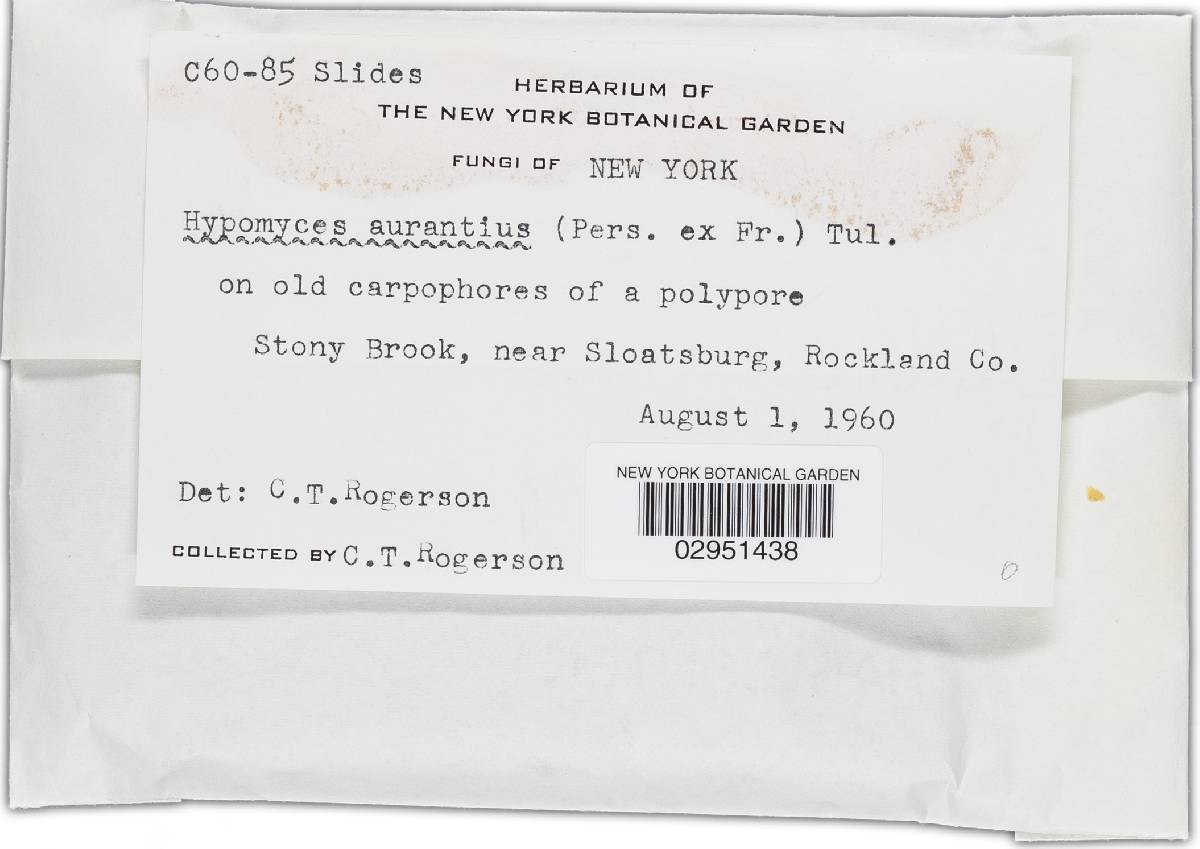 C60-85 Slides
HERBARIUM OF
THE NEW YORK BOTANICAL GARDEN
FUNGI OF NEW YORK
Hypomyces aurantius (Pers. ex Fr.) Tul.
on old carpophores of a polypore
Stony Brook, near Sloatsburg, Rockland Co.
August 1, 1960
Det: C.T.Rogerson
COLLECTED BY C.T.Rogerson
NEW YORK BOTANICAL GARDEN
02951438
0